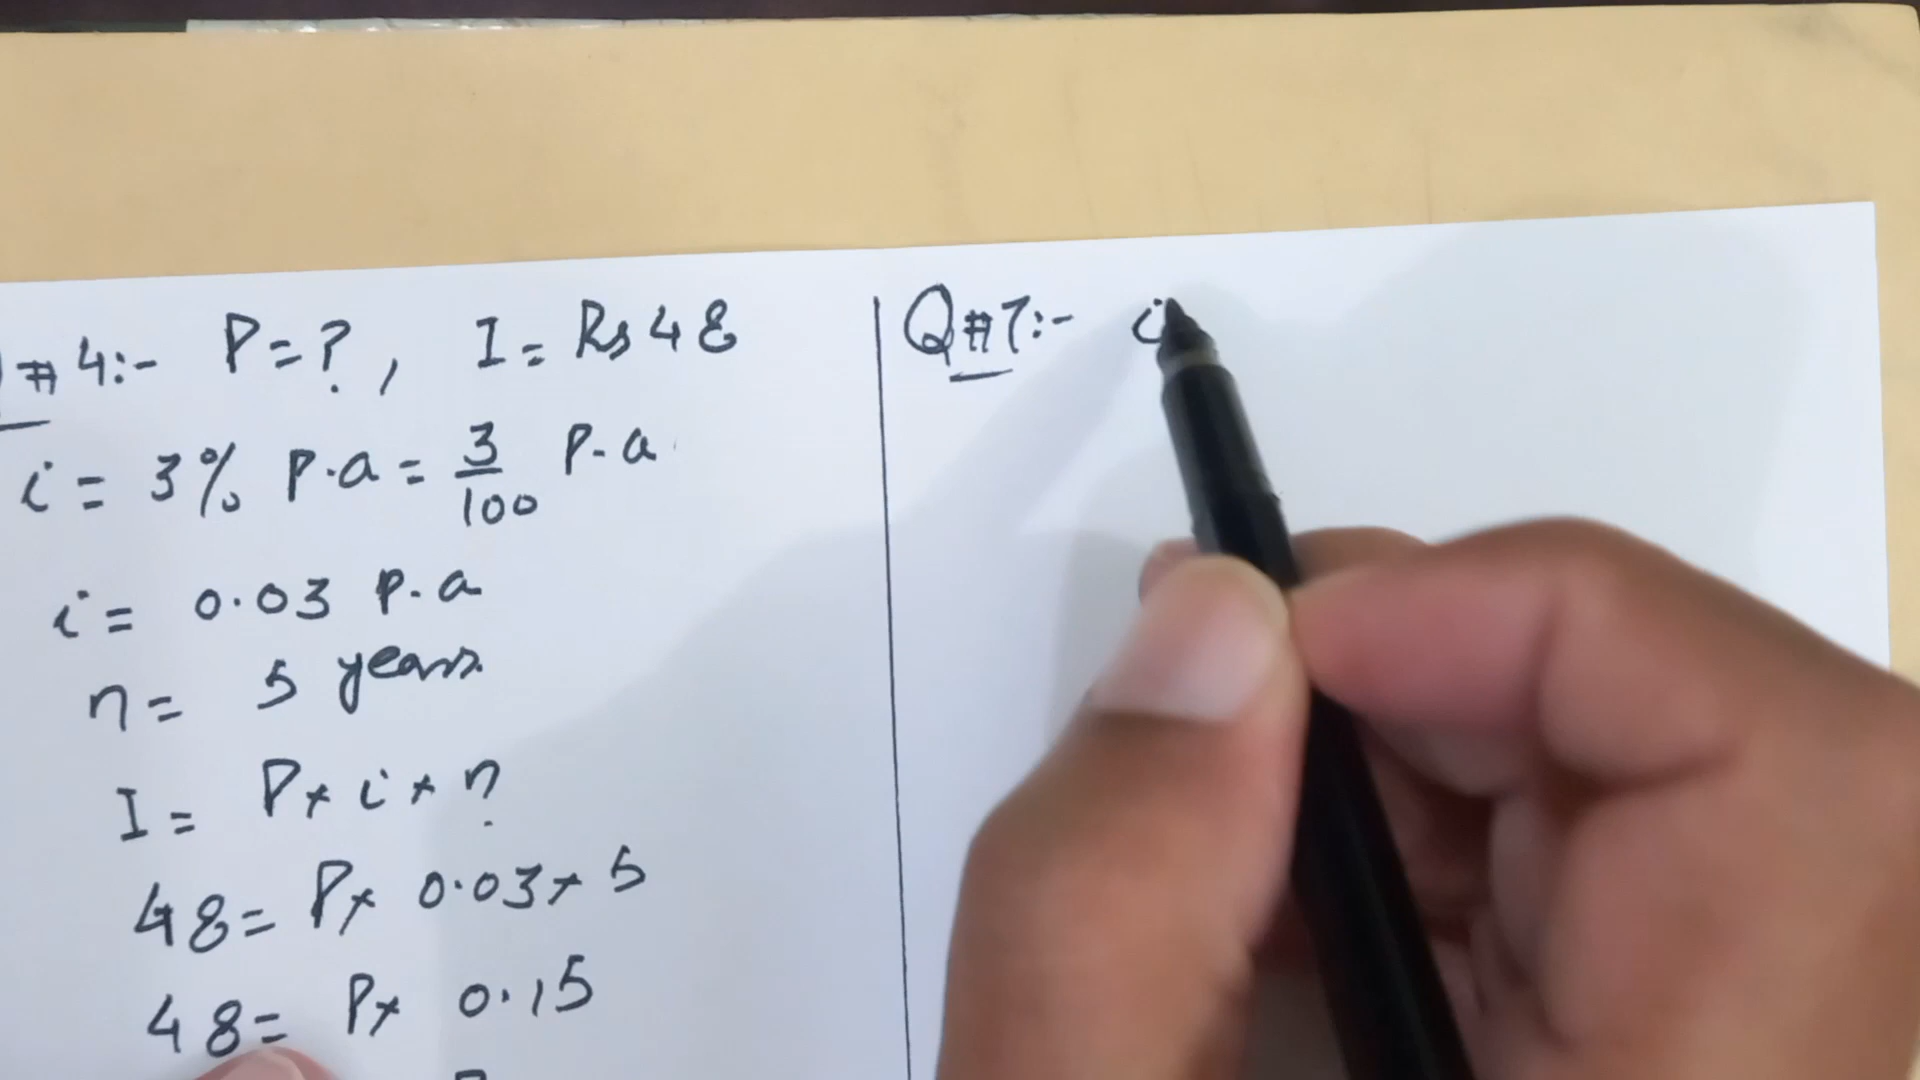 # 4:- P = ?, I = Rs 48
i = 3% P.a = 3/100 P.a
i = 0.03 P.a
n = 5 years.
I = P × i × n
48 = P × 0.03 × 5
48 = P × 0.15
Q#7:- i